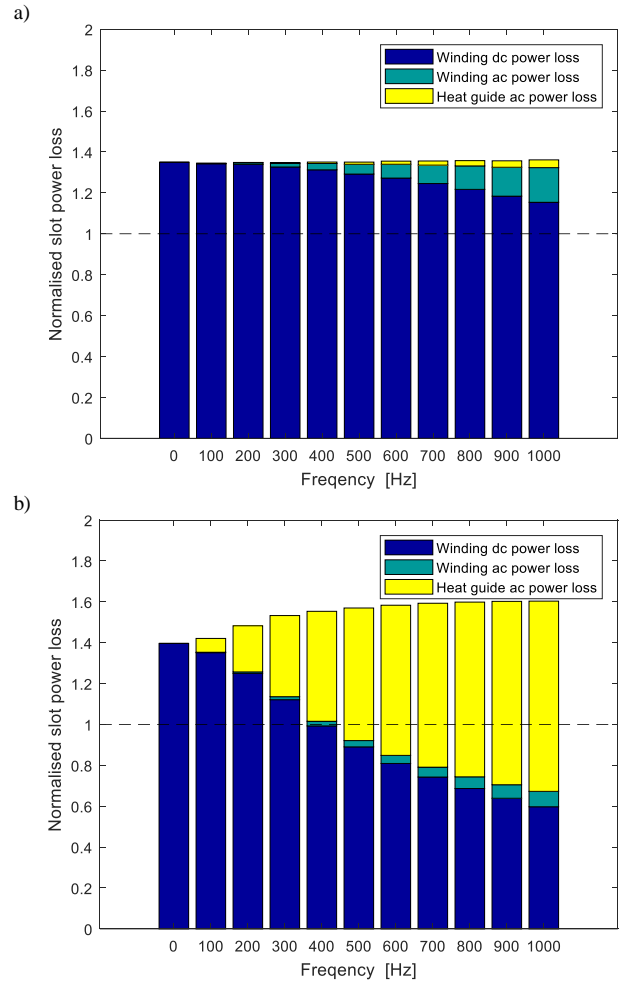 a)
2
1.8
1.6
1.4
1.2
1
0.8
0.6
0.4
0.2
0
Normalised slot power loss
Winding dc power loss
Winding ac power loss
Heat guide ac power loss
0 100 200 300 400 500 600 700 800 900 1000
Freqency [Hz]
b)
2
1.8
1.6
1.4
1.2
1
0.8
0.6
0.4
0.2
0
Normalised slot power loss
Winding dc power loss
Winding ac power loss
Heat guide ac power loss
0 100 200 300 400 500 600 700 800 900 1000
Freqency [Hz]